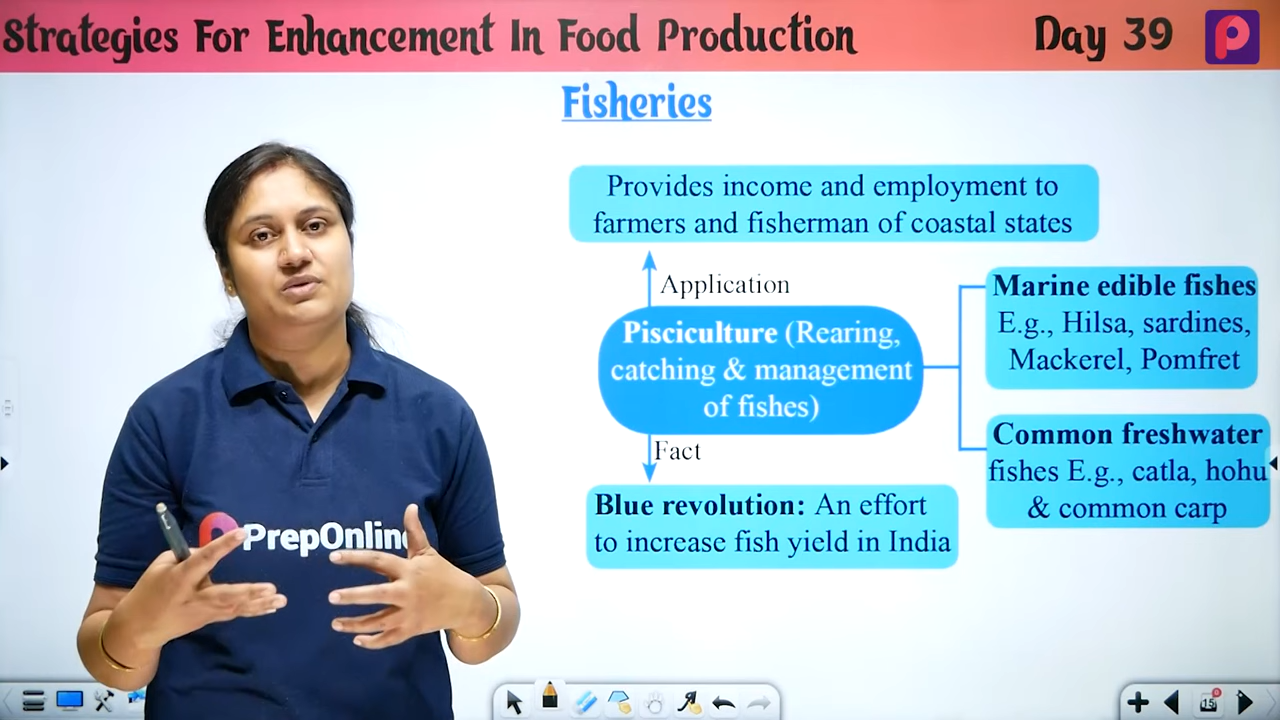 Strategies For Enhancement In Food Production
Day 39
Fisheries
Provides income and employment to
farmers and fisherman of coastal states
Application
Pisciculture (Rearing,
catching & management
of fishes)
Marine edible fishes
E.g., Hilsa, sardines,
Mackerel, Pomfret
Common freshwater
fishes E.g., catla, hohu
& common carp
Fact
Blue revolution: An effort
to increase fish yield in India
PrepOnline
15